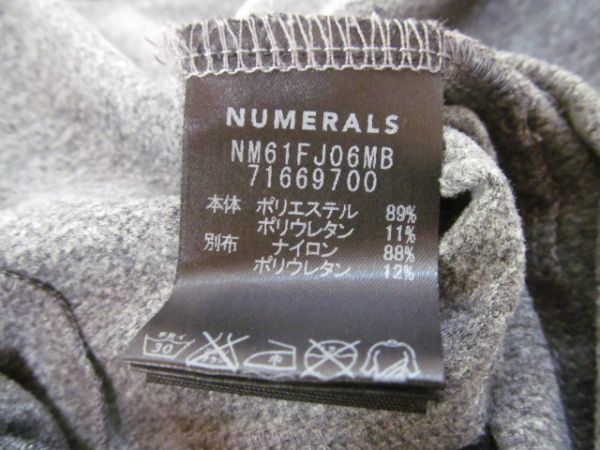 NUMERALS
NM61FJ06MB
71669700
本体 ポリエステル 89%
ポリウレタン 11%
別布 ナイロン 88%
ポリウレタン 12%
30